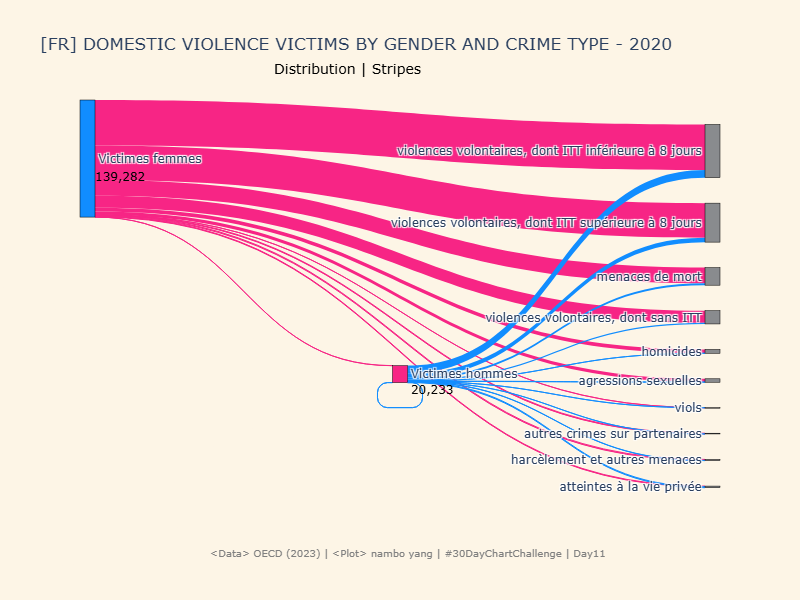 [FR] DOMESTIC VIOLENCE VICTIMS BY GENDER AND CRIME TYPE - 2020
Distribution | Stripes
violences volontaires, dont ITT inférieure à 8 jours
Victimes femmes
139,282
violences volontaires, dont ITT supérieure à 8 jours
menaces de mort
violences volontaires, dont sans ITT
homicides
Victimes hommes
20,233
agressions sexuelles
viols
autres crimes sur partenaires
harcèlement et autres menaces
atteintes à la vie privée
<Data> OECD (2023) | <Plot> nambo yang | #30DayChartChallenge | Day11